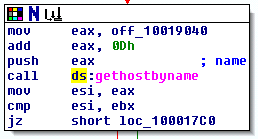 mov eax, off_10019040
add eax, 0Dh
push eax ; name
call ds:gethostbyname
mov esi, eax
cmp esi, ebx
jz short loc_100017C0